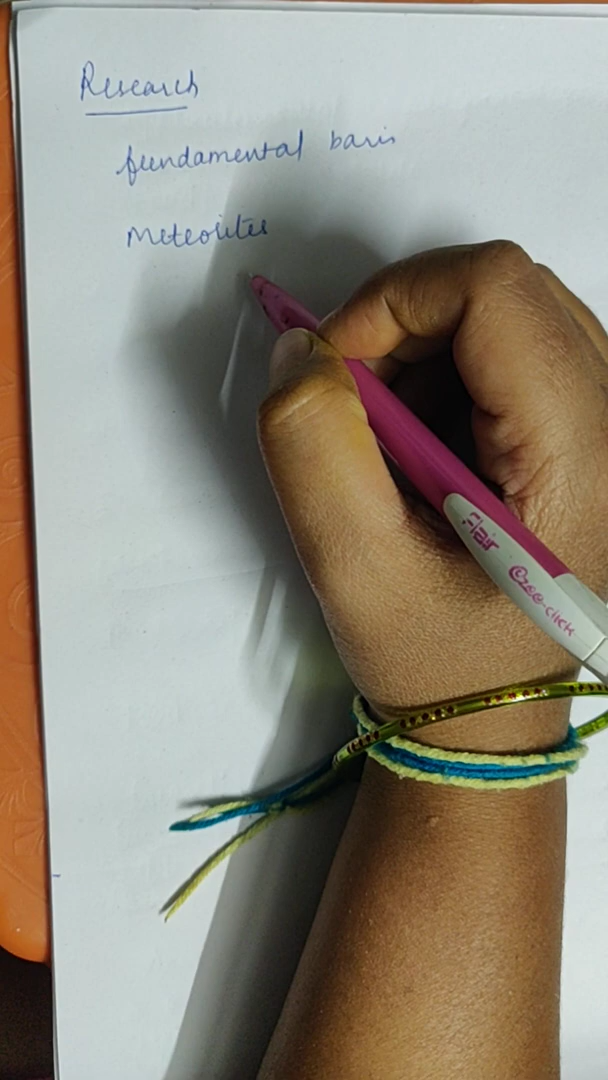 Research
fundamental basis
Meteorites
Flair
Ezee-click